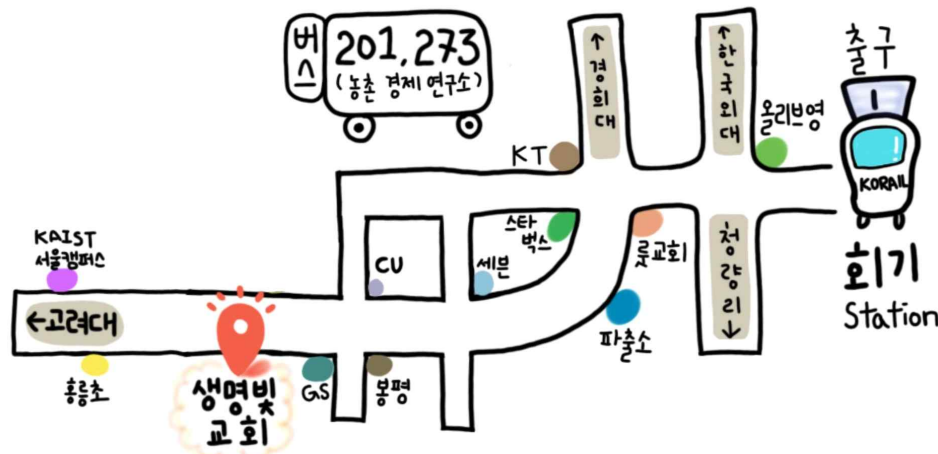 버스
201, 273
(농촌 경제 연구소)
↑경희대
↑한국외대
출구
1
올리브영
KT
KORAIL
스타
벅스
룻교회
청량리↓
회기
Station
KAIST
서울캠퍼스
CU
세븐
←고려대
파출소
홍릉초
생명빛
교회
GS
봉평